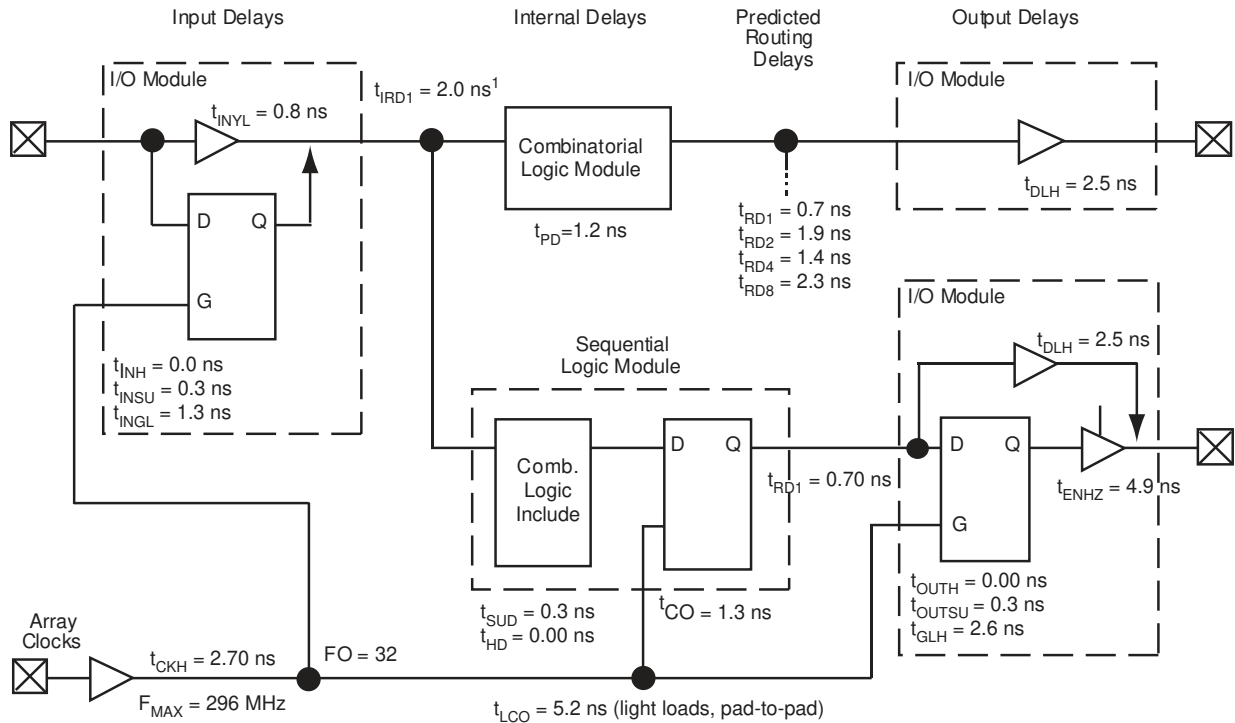 Input Delays
Internal Delays
Predicted
Routing
Delays
Output Delays
I/O Module
t_INYL = 0.8 ns
t_IRD1 = 2.0 ns¹
D
Q
G
t_INH = 0.0 ns
t_INSU = 0.3 ns
t_INGL = 1.3 ns
Combinatorial
Logic Module
t_PD=1.2 ns
t_RD1 = 0.7 ns
t_RD2 = 1.9 ns
t_RD4 = 1.4 ns
t_RD8 = 2.3 ns
I/O Module
t_DLH = 2.5 ns
Sequential
Logic Module
Comb.
Logic
Include
D
Q
t_SUD = 0.3 ns
t_HD = 0.00 ns
t_CO = 1.3 ns
t_RD1 = 0.70 ns
I/O Module
t_DLH = 2.5 ns
D
Q
G
t_ENHZ = 4.9 ns
t_OUTH = 0.00 ns
t_OUTSU = 0.3 ns
t_GLH = 2.6 ns
Array
Clocks
t_CKH = 2.70 ns
FO = 32
F_MAX = 296 MHz
t_LCO = 5.2 ns (light loads, pad-to-pad)